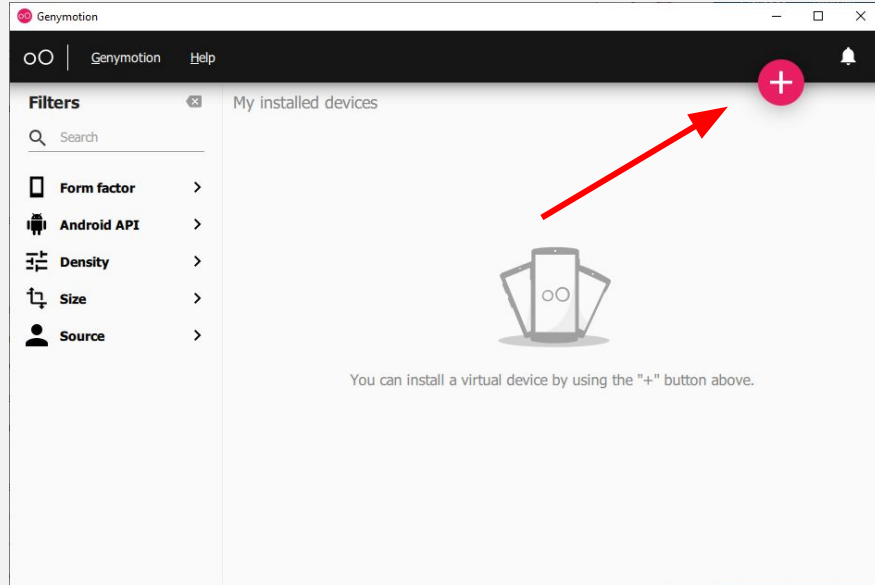 Genymotion
Genymotion Help
Filters
My installed devices
Search
Form factor
Android API
Density
Size
Source
You can install a virtual device by using the "+" button above.